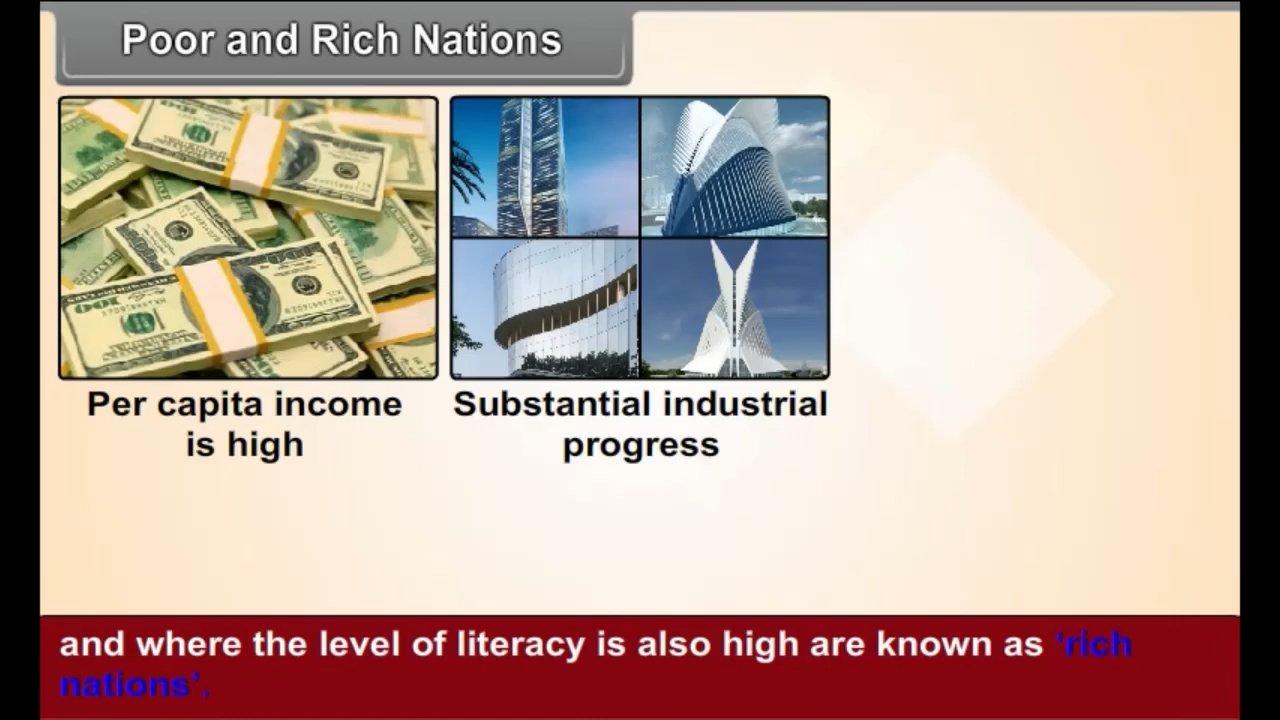 Poor and Rich Nations
Per capita income
is high
Substantial industrial
progress
and where the level of literacy is also high are known as ‘rich
nations’.